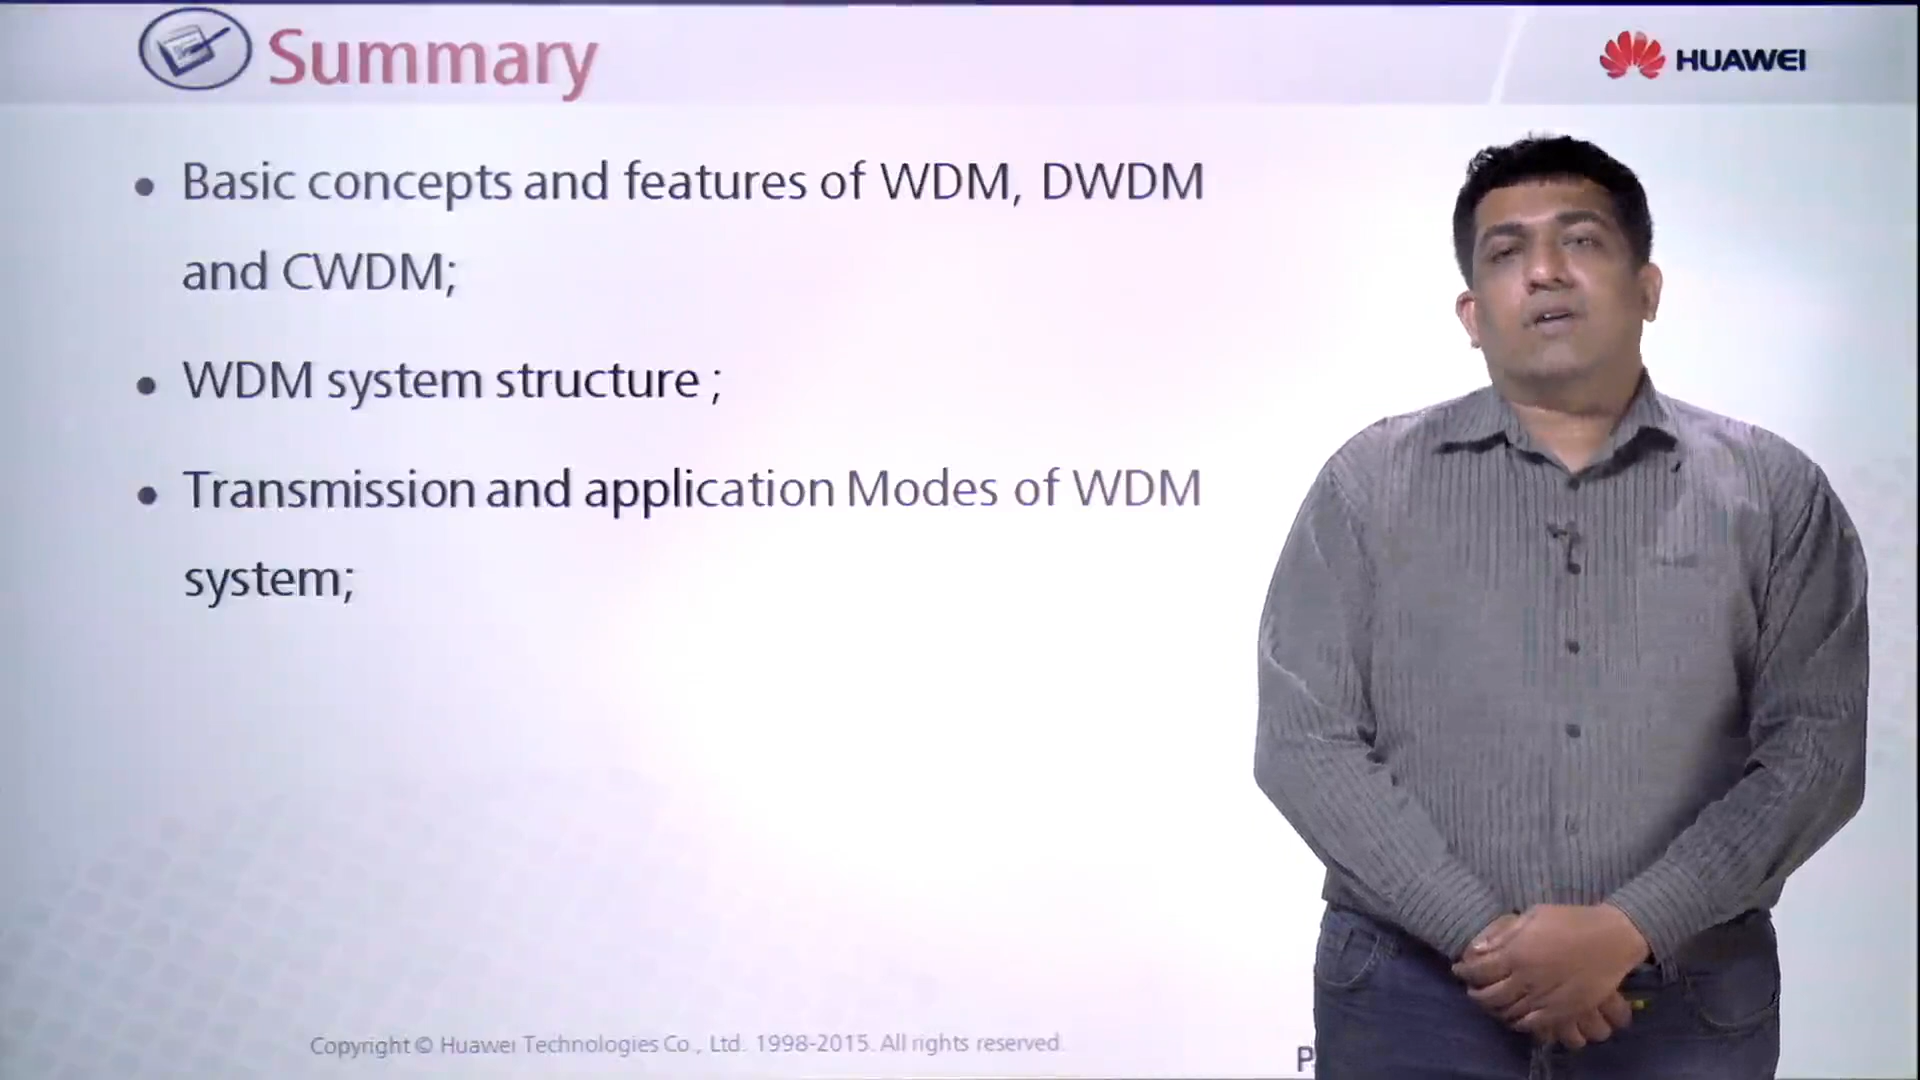 Summary
HUAWEI
• Basic concepts and features of WDM, DWDM
and CWDM;
• WDM system structure ;
• Transmission and application Modes of WDM
system;
Copyright © Huawei Technologies Co., Ltd. 1998-2015. All rights reserved.